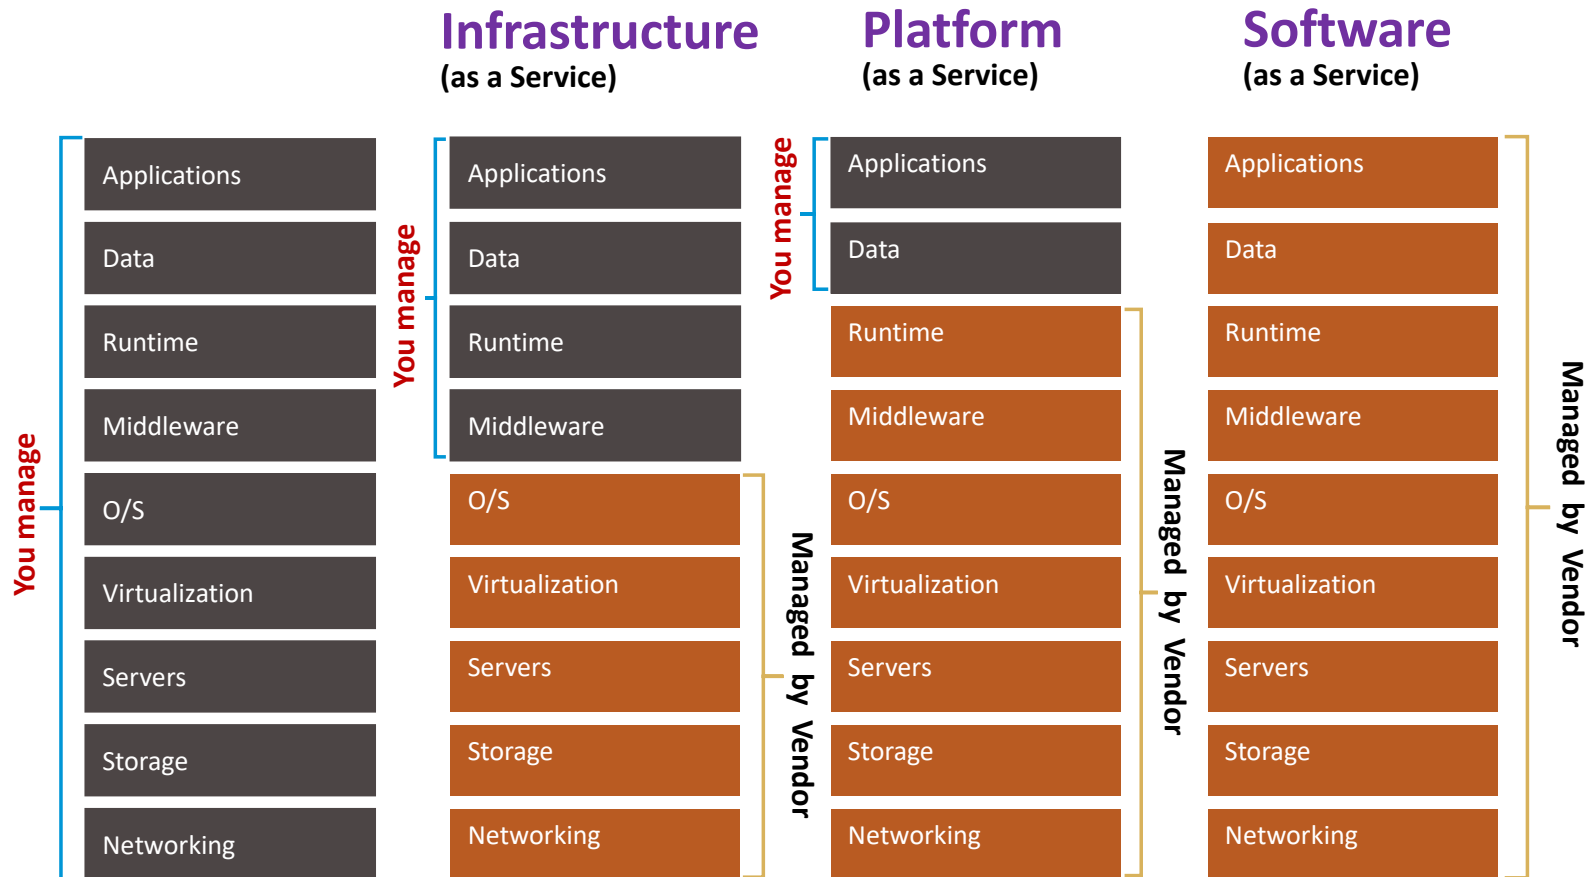 Infrastructure
(as a Service)
Platform
(as a Service)
Software
(as a Service)
You manage
Applications
Data
Runtime
Middleware
O/S
Virtualization
Servers
Storage
Networking
You manage
Applications
Data
Runtime
Middleware
O/S
Virtualization
Servers
Storage
Networking
Managed by Vendor
You manage
Applications
Data
Runtime
Middleware
O/S
Virtualization
Servers
Storage
Networking
Managed by Vendor
Applications
Data
Runtime
Middleware
O/S
Virtualization
Servers
Storage
Networking
Managed by Vendor